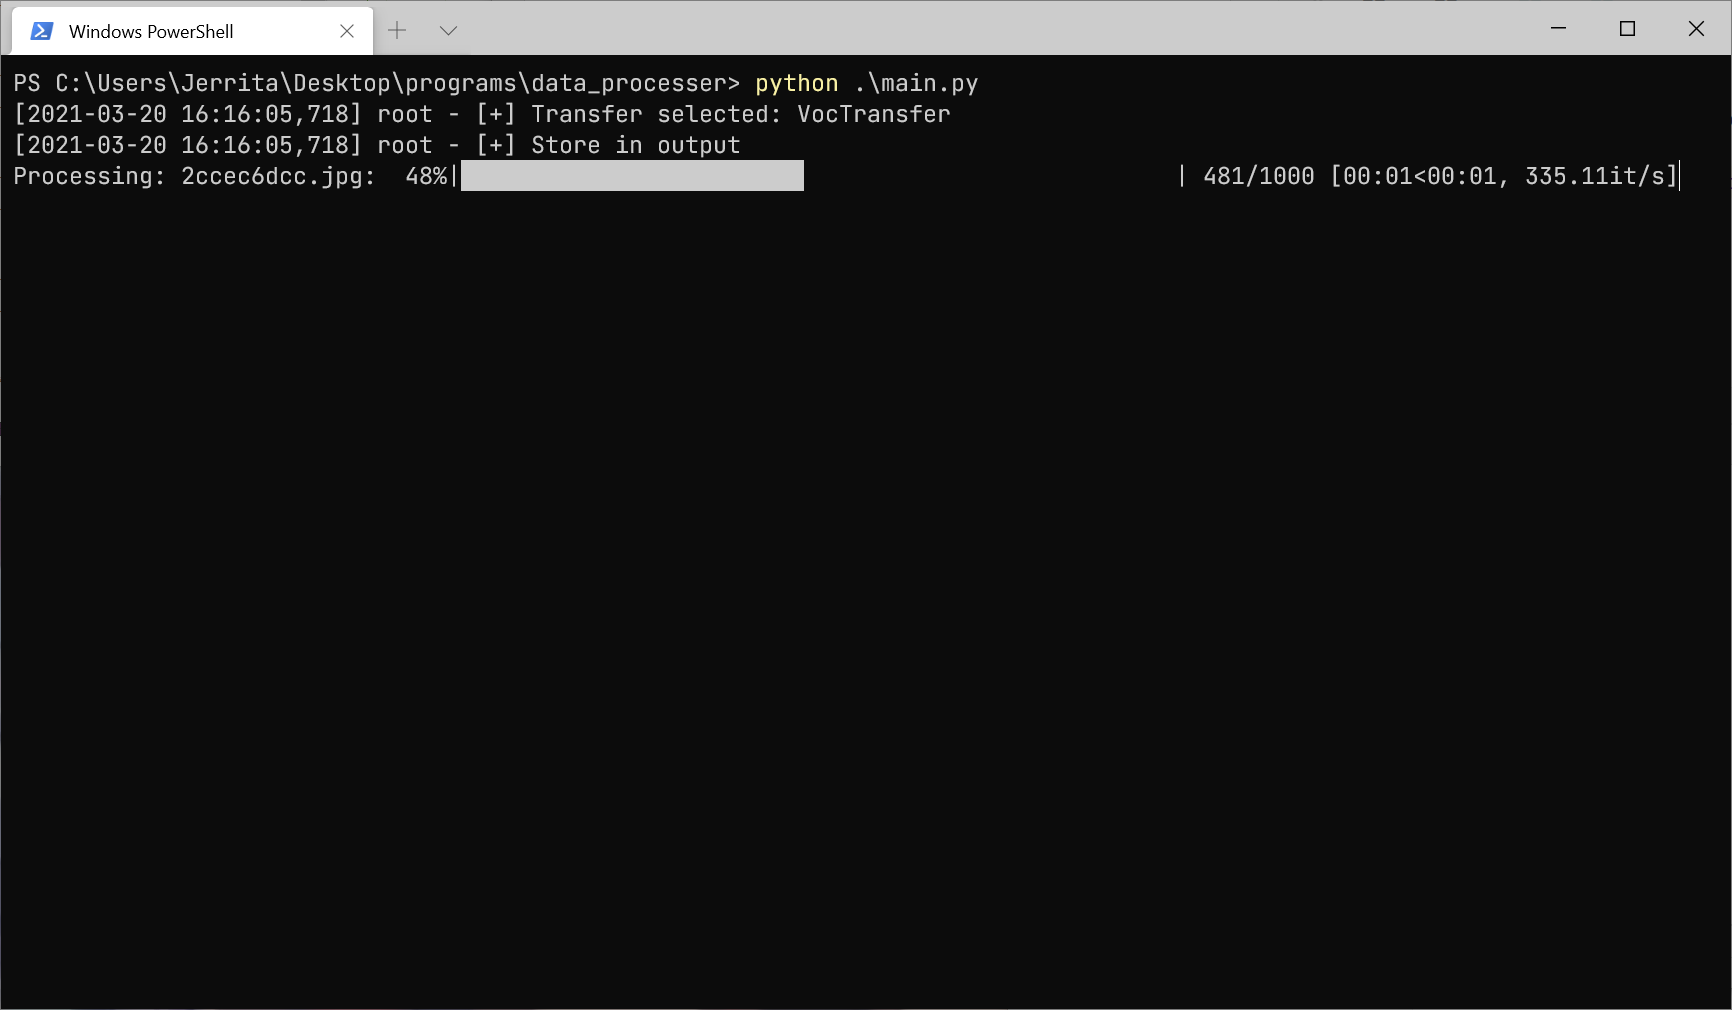 Windows PowerShell
PS C:\Users\Jerrita\Desktop\programs\data_processer> python .\main.py
[2021-03-20 16:16:05,718] root - [+] Transfer selected: VocTransfer
[2021-03-20 16:16:05,718] root - [+] Store in output
Processing: 2ccec6dcc.jpg:  48%|                | 481/1000 [00:01<00:01, 335.11it/s]